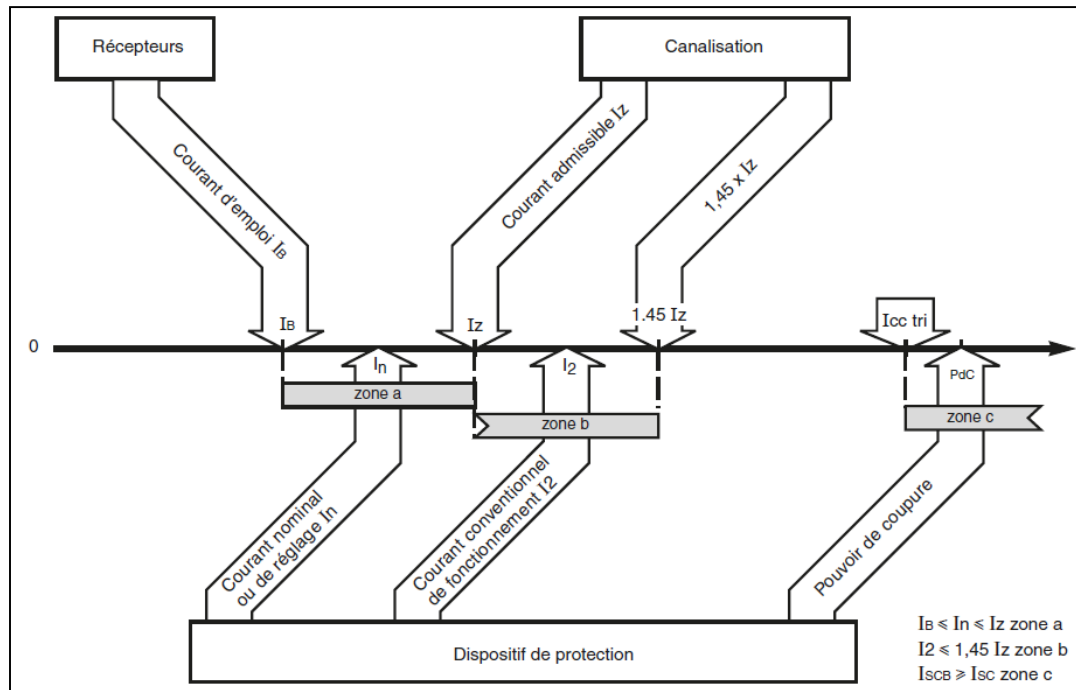 Récepteurs
Canalisation
Courant d'emploi IB
Courant admissible Iz
1,45 x Iz
IB
Iz
1.45 Iz
Icc tri
0
In
I2
PdC
zone a
zone b
zone c
Courant nominal
ou de réglage In
Courant conventionnel
de fonctionnement I2
Pouvoir de coupure
Dispositif de protection
IB ⩽ In ⩽ Iz zone a
I2 ⩽ 1,45 Iz zone b
ISCB ⩾ ISC zone c